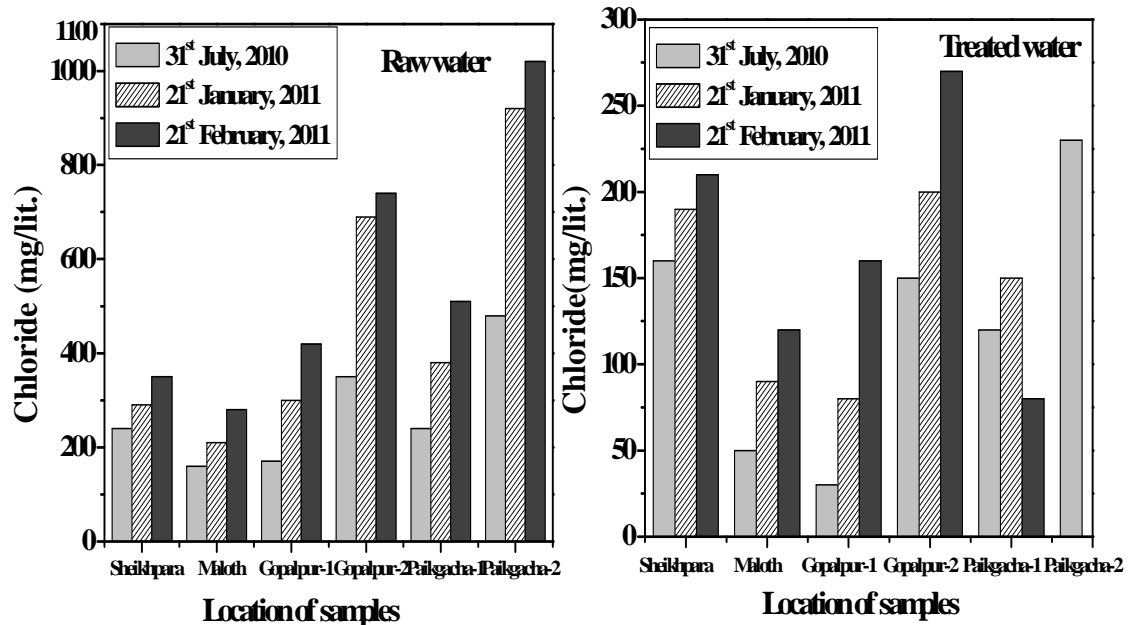 1100
1000
800
600
400
200
0
Chloride (mg/lit.)
31st July, 2010
21st January, 2011
21st February, 2011
Raw water
Sheikhpara Maloth Gopalpur-1 Gopalpur-2 Paikgacha-1 Paikgacha-2
Location of samples
300
250
200
150
100
50
0
Chloride(mg/lit.)
31st July, 2010
21st January, 2011
21st February, 2011
Treated water
Sheikhpara Maloth Gopalpur-1 Gopalpur-2 Paikgacha-1 Paikgacha-2
Location of samples